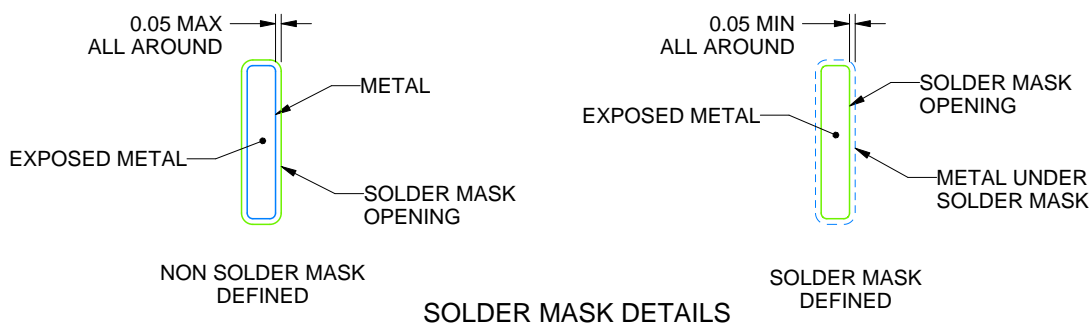 0.05 MAX
ALL AROUND
METAL
EXPOSED METAL
SOLDER MASK
OPENING
NON SOLDER MASK
DEFINED
0.05 MIN
ALL AROUND
SOLDER MASK
OPENING
EXPOSED METAL
METAL UNDER
SOLDER MASK
SOLDER MASK
DEFINED
SOLDER MASK DETAILS